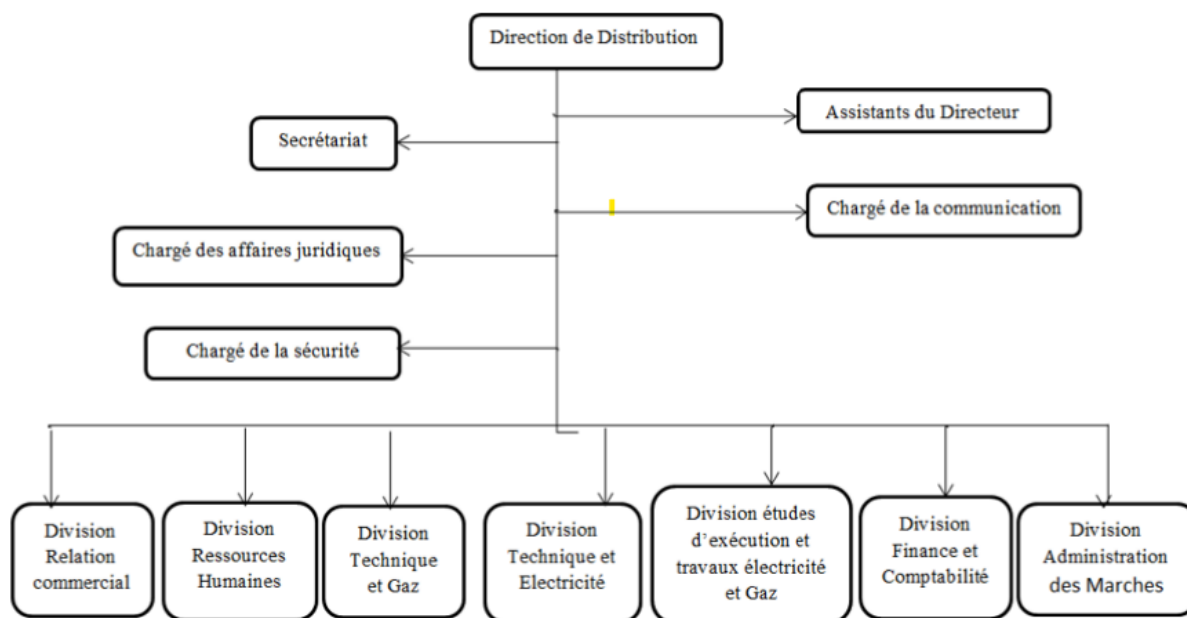 Direction de Distribution
Assistants du Directeur
Secrétariat
Chargé de la communication
Chargé des affaires juridiques
Chargé de la sécurité
Division
Relation
commercial
Division
Ressources
Humaines
Division
Technique
et Gaz
Division
Technique et
Electricité
Division études
d'exécution et
travaux électricité
et Gaz
Division
Finance et
Comptabilité
Division
Administration
des Marches